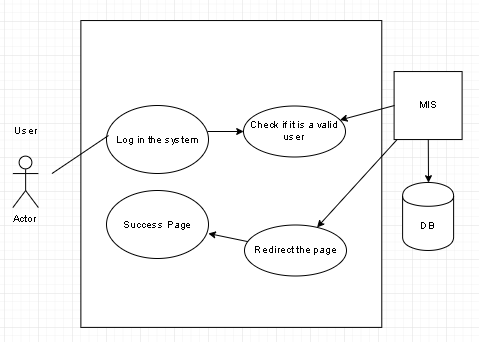 MIS
User
Log in the system
Check if it is a valid
user
Actor
Success Page
DB
Redirect the page